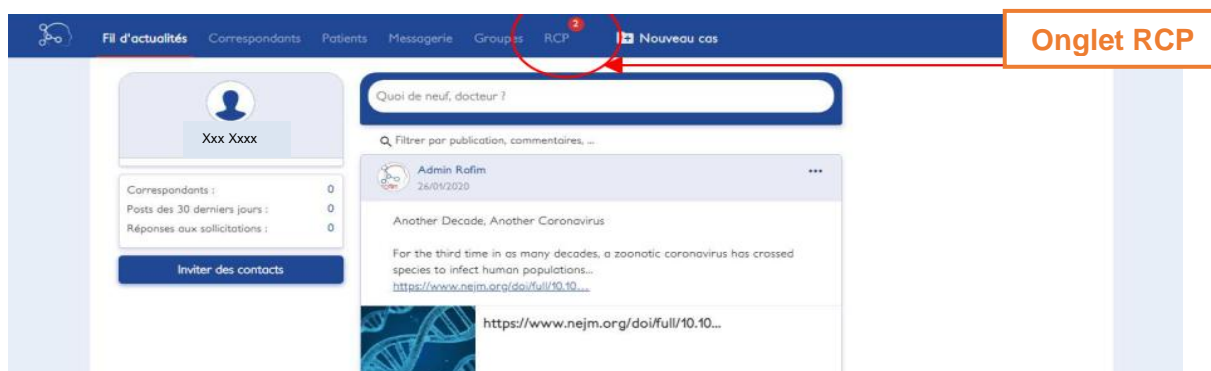 Fil d'actualités Correspondants Patients Messagerie Groupes RCP 2 Nouveau cas
Onglet RCP
Xxx Xxxx
Correspondants : 0
Posts des 30 derniers jours : 0
Réponses aux sollicitations : 0
Inviter des contacts
Quoi de neuf, docteur ?
Filtrer par publication, commentaires, ...
Admin Rofim
26/01/2020
Another Decade, Another Coronavirus
For the third time in as many decades, a zoonotic coronavirus has crossed
species to infect human populations...
https://www.nejm.org/doi/full/10.10...
https://www.nejm.org/doi/full/10.10...